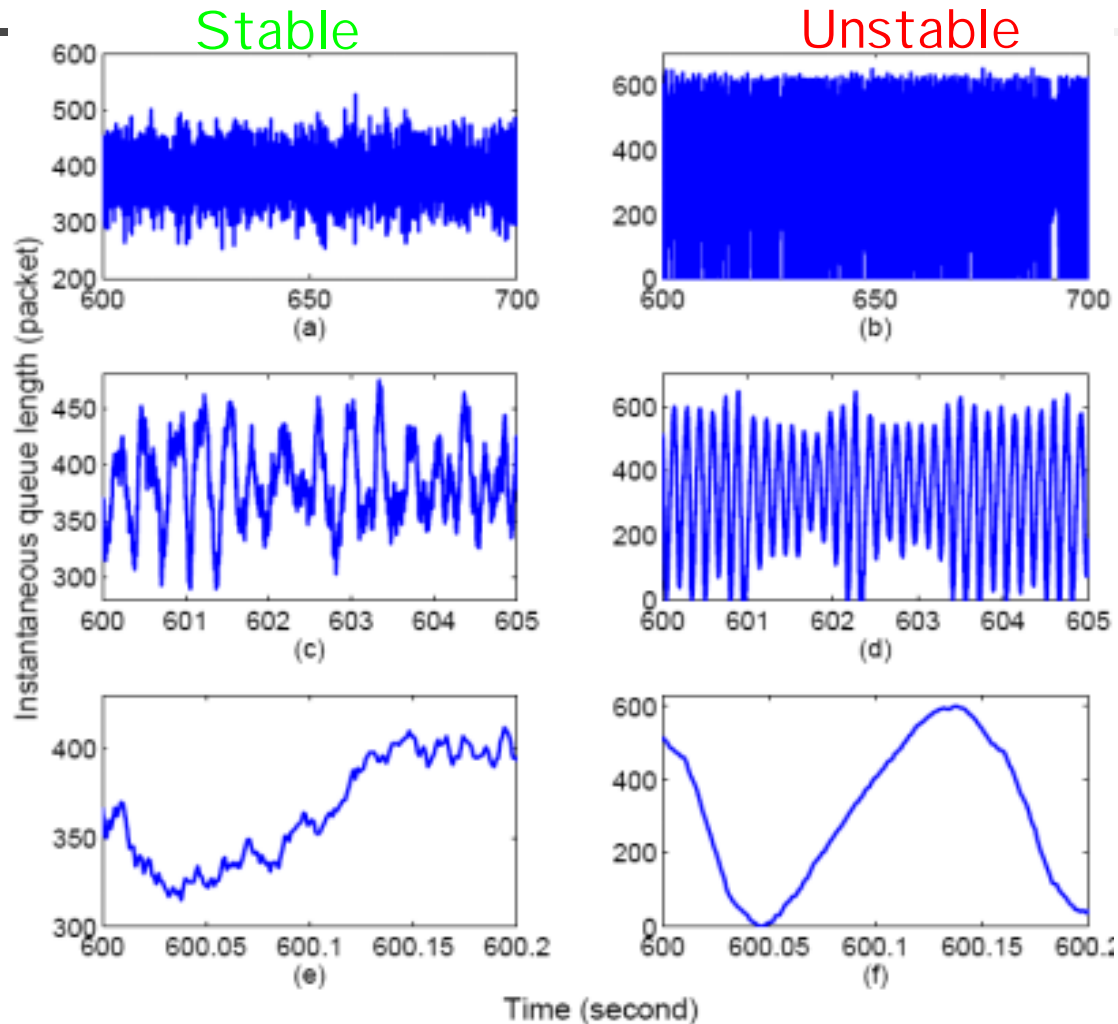 Stable Unstable
Instantaneous queue length (packet)
600
500
400
300
200
600 650 700
(a)
600
400
200
0
600 650 700
(b)
450
400
350
300
600 601 602 603 604 605
(c)
600
400
200
0
600 601 602 603 604 605
(d)
400
350
300
600 600.05 600.1 600.15 600.2
(e)
600
400
200
0
600 600.05 600.1 600.15 600.2
(f)
Time (second)